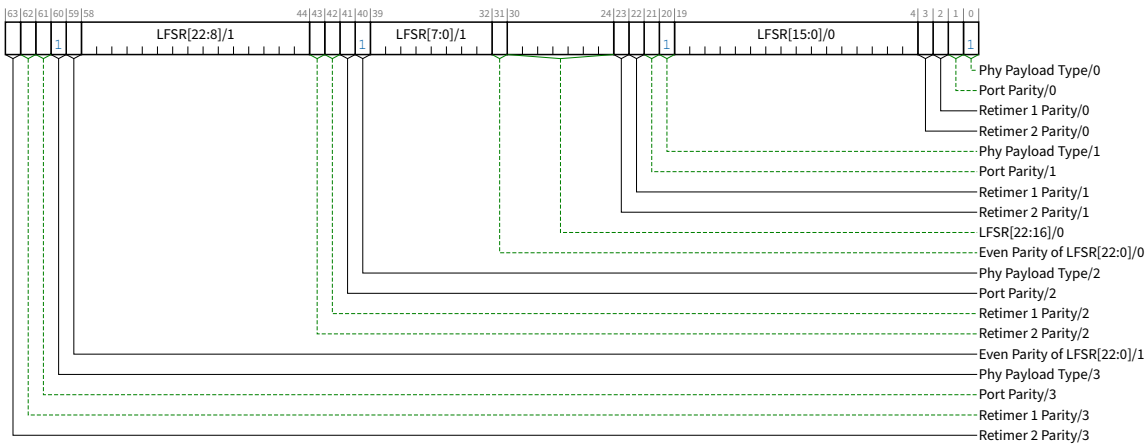 63 62 61 60 59 58 44 43 42 41 40 39 32 31 30 24 23 22 21 20 19 4 3 2 1 0
1 LFSR[22:8]/1 1 LFSR[7:0]/1 1 LFSR[15:0]/0 1
Phy Payload Type/0
Port Parity/0
Retimer 1 Parity/0
Retimer 2 Parity/0
Phy Payload Type/1
Port Parity/1
Retimer 1 Parity/1
Retimer 2 Parity/1
LFSR[22:16]/0
Even Parity of LFSR[22:0]/0
Phy Payload Type/2
Port Parity/2
Retimer 1 Parity/2
Retimer 2 Parity/2
Even Parity of LFSR[22:0]/1
Phy Payload Type/3
Port Parity/3
Retimer 1 Parity/3
Retimer 2 Parity/3